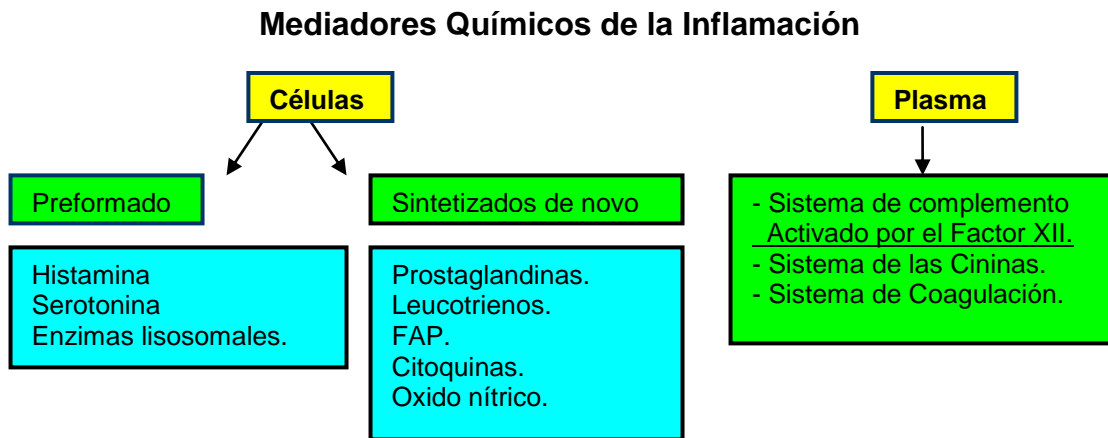 Mediadores Químicos de la Inflamación
Células
Plasma
Preformado
Sintetizados de novo
Histamina
Serotonina
Enzimas lisosomales.
Prostaglandinas.
Leucotrienos.
FAP.
Citoquinas.
Oxido nítrico.
- Sistema de complemento
Activado por el Factor XII.
- Sistema de las Cininas.
- Sistema de Coagulación.